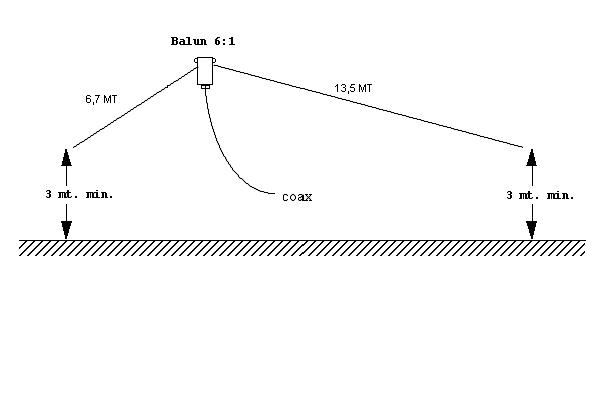 Balun 6:1
13,5 MT
6,7 MT
3 mt. min.
3 mt. min.
coax